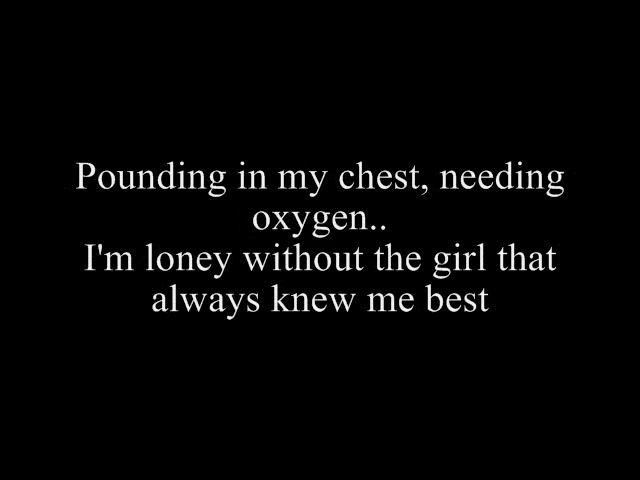 Pounding in my chest, needing
oxygen..
I'm loney without the girl that
always knew me best